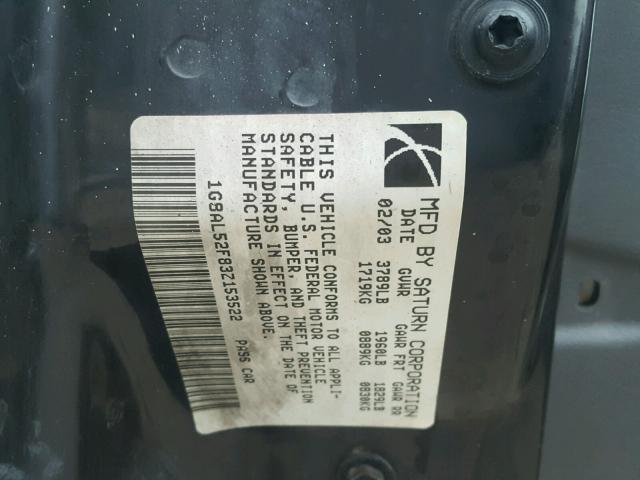 MFD BY SATURN CORPORATION
DATE GVWR GAWR FRT GAWR RR
02/03 3789LB 1960LB 1829LB
1719KG 0889KG 0830KG
THIS VEHICLE CONFORMS TO ALL APPLI-
CABLE U.S. FEDERAL MOTOR VEHICLE
SAFETY, BUMPER, AND THEFT PREVENTION
STANDARDS IN EFFECT ON THE DATE OF
MANUFACTURE SHOWN ABOVE.
1G8AL52F83Z153522 PASS CAR